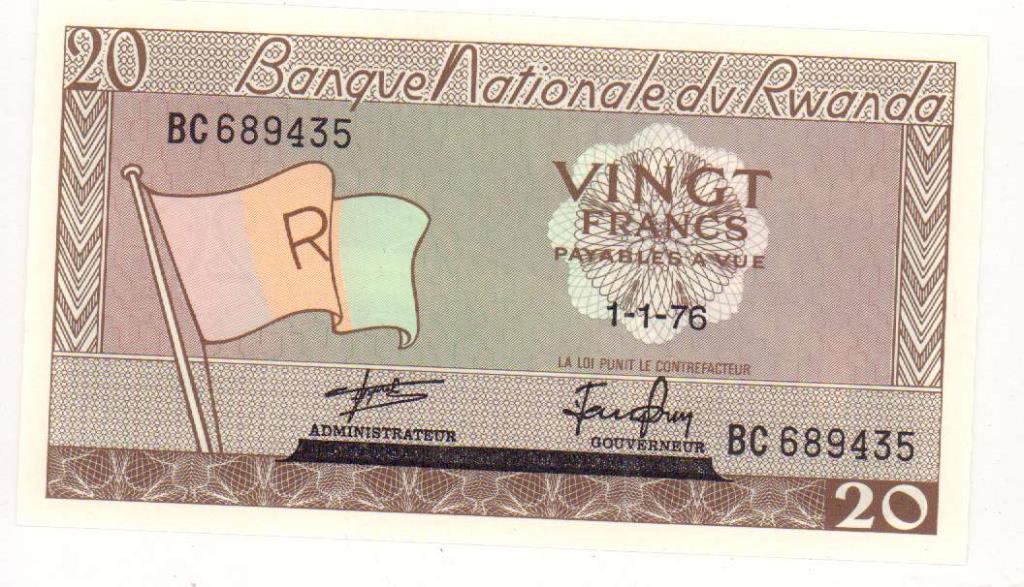 20
Banque Nationale du Rwanda
BC 689435
R
VINGT
FRANCS
PAYABLES A VUE
1-1-76
LA LOI PUNIT LE CONTREFACTEUR
ADMINISTRATEUR
GOUVERNEUR
BC 689435
20